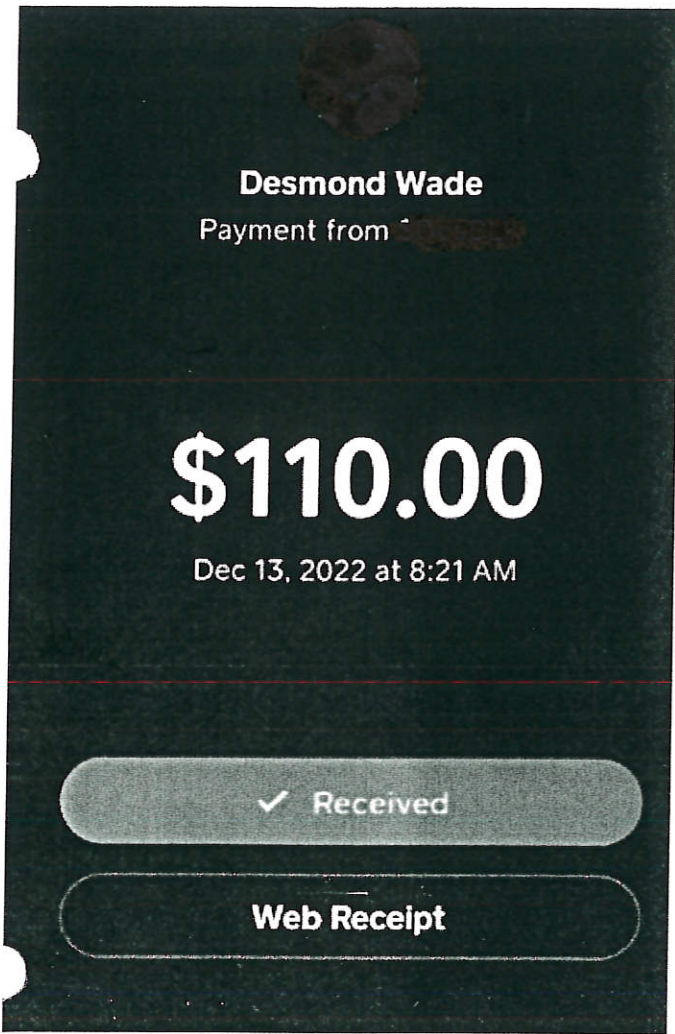 Desmond Wade
Payment from
$110.00
Dec 13, 2022 at 8:21 AM
✓ Received
Web Receipt